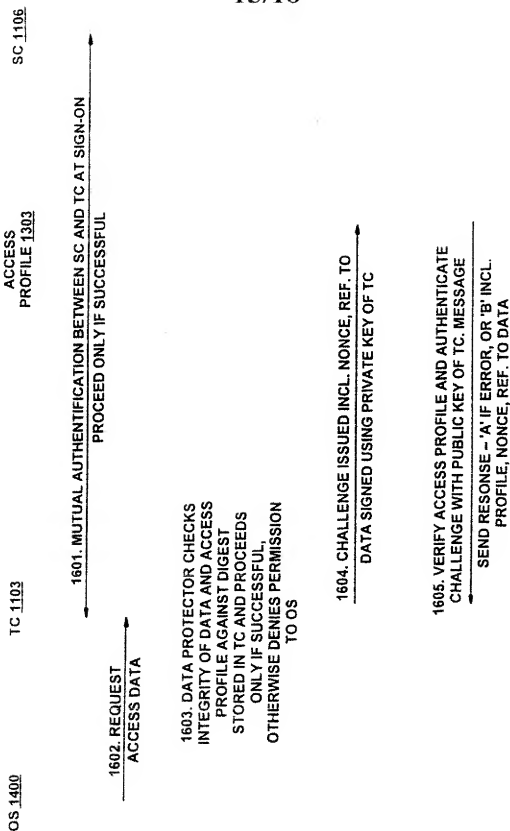 OS 1400
TC 1103
ACCESS
PROFILE 1303
SC 1106
1601. MUTUAL AUTHENTIFICATION BETWEEN SC AND TC AT SIGN-ON
PROCEED ONLY IF SUCCESSFUL
1602. REQUEST
ACCESS DATA
1603. DATA PROTECTOR CHECKS
INTEGRITY OF DATA AND ACCESS
PROFILE AGAINST DIGEST
STORED IN TC AND PROCEEDS
ONLY IF SUCCESSFUL,
OTHERWISE DENIES PERMISSION
TO OS
1604. CHALLENGE ISSUED INCL. NONCE, REF. TO
DATA SIGNED USING PRIVATE KEY OF TC
1605. VERIFY ACCESS PROFILE AND AUTHENTICATE
CHALLENGE WITH PUBLIC KEY OF TC. MESSAGE
SEND RESONSE – 'A' IF ERROR, OR 'B' INCL.
PROFILE, NONCE, REF. TO DATA